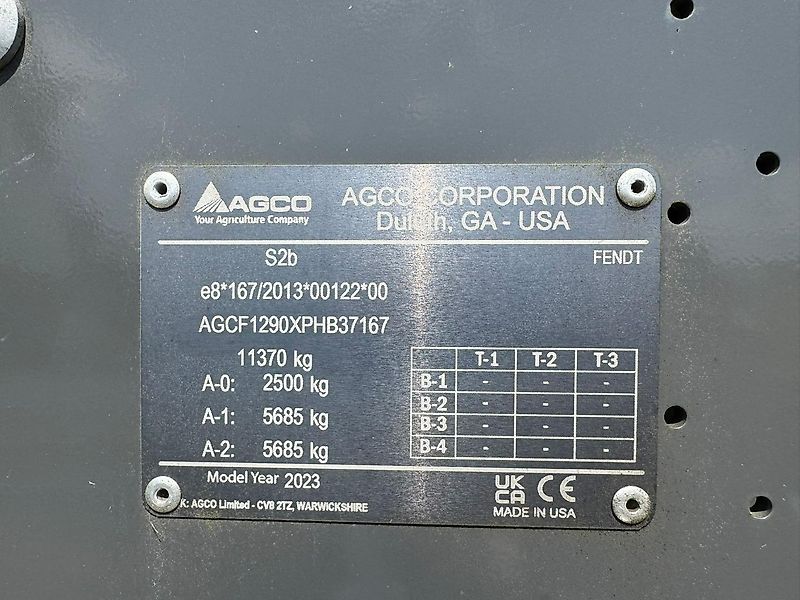 AGCO
Your Agriculture Company
AGCO CORPORATION
Duluth, GA - USA
S2b FENDT
e8*167/2013*00122*00
AGCF1290XPHB37167
11370 kg
A-0: 2500 kg
A-1: 5685 kg
A-2: 5685 kg
T-1 T-2 T-3
B-1 - - -
B-2 - - -
B-3 - - -
B-4 - - -
Model Year 2023
K: AGCO Limited - CV8 2TZ, WARWICKSHIRE
UK
CA CE
MADE IN USA